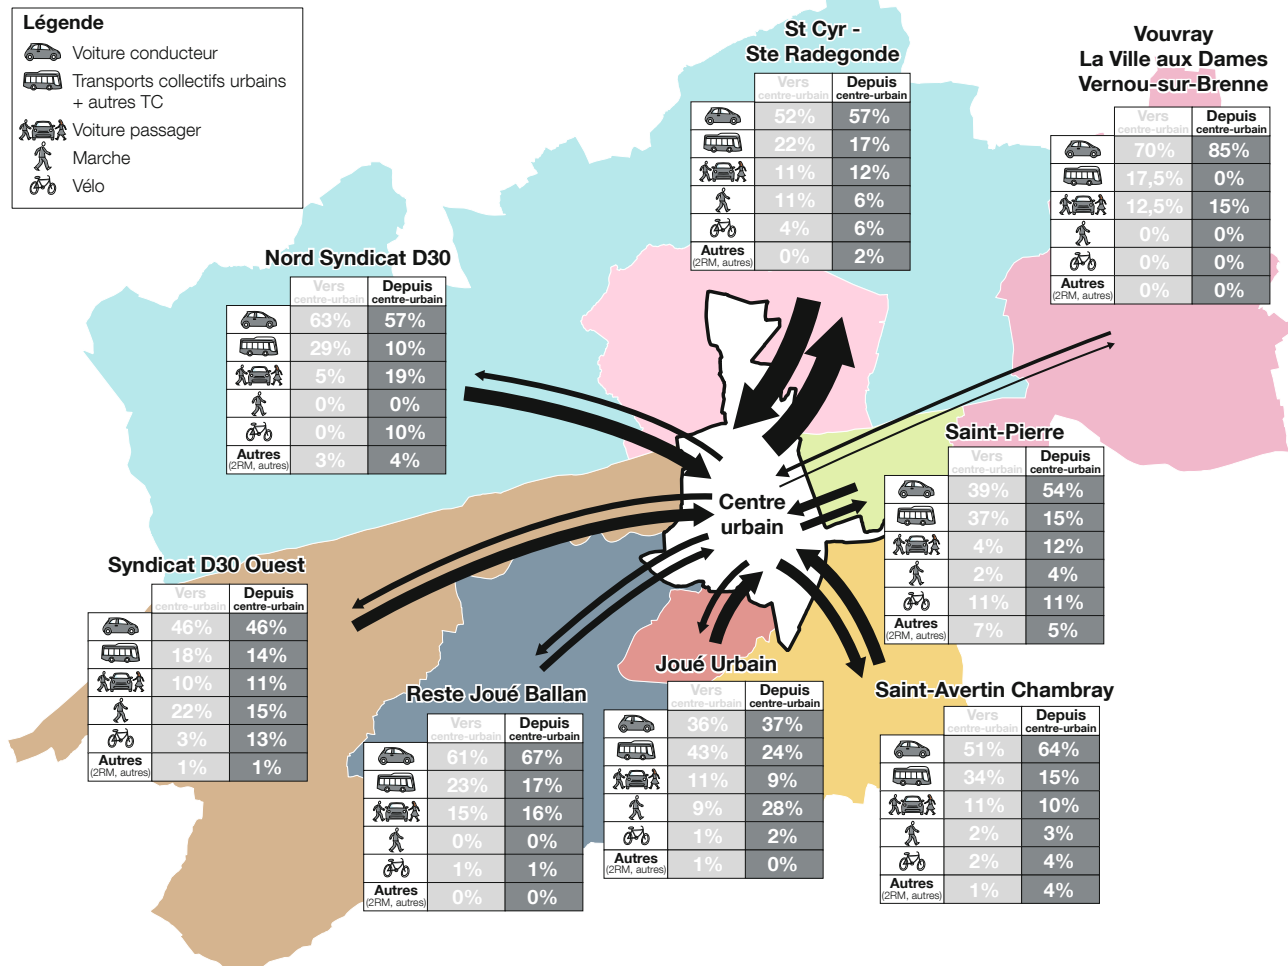 Légende
Voiture conducteur
Transports collectifs urbains
+ autres TC
Voiture passager
Marche
Vélo
St Cyr -
Ste Radegonde
Vers centre-urbain Depuis centre-urbain
52% 57%
22% 17%
11% 12%
11% 6%
4% 6%
Autres (2RM, autres) 0% 2%
Vouvray
La Ville aux Dames
Vernou-sur-Brenne
Vers centre-urbain Depuis centre-urbain
70% 85%
17,5% 0%
12,5% 15%
0% 0%
0% 0%
Autres (2RM, autres) 0% 0%
Nord Syndicat D30
Vers centre-urbain Depuis centre-urbain
63% 57%
29% 10%
5% 19%
0% 0%
0% 10%
Autres (2RM, autres) 3% 4%
Saint-Pierre
Vers centre-urbain Depuis centre-urbain
39% 54%
37% 15%
4% 12%
2% 4%
11% 11%
Autres (2RM, autres) 7% 5%
Centre
urbain
Syndicat D30 Ouest
Vers centre-urbain Depuis centre-urbain
46% 46%
18% 14%
10% 11%
22% 15%
3% 13%
Autres (2RM, autres) 1% 1%
Reste Joué Ballan
Vers centre-urbain Depuis centre-urbain
61% 67%
23% 17%
15% 16%
0% 0%
1% 1%
Autres (2RM, autres) 0% 0%
Joué Urbain
Vers centre-urbain Depuis centre-urbain
36% 37%
43% 24%
11% 9%
9% 28%
1% 2%
Autres (2RM, autres) 1% 0%
Saint-Avertin Chambray
Vers centre-urbain Depuis centre-urbain
51% 64%
34% 15%
11% 10%
2% 3%
2% 4%
Autres (2RM, autres) 1% 4%